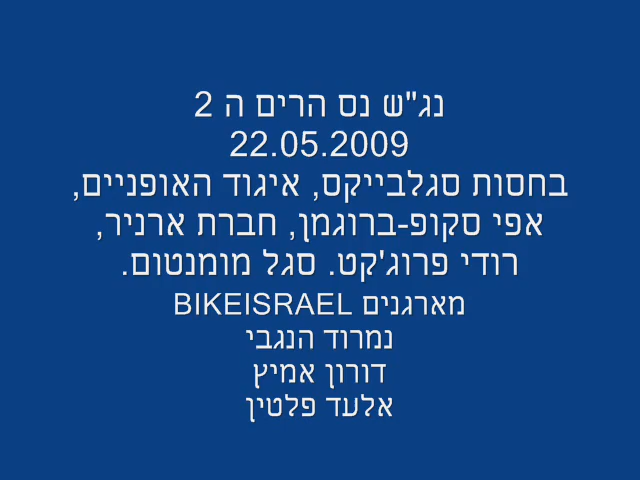 נג"ש נס הרים ה 2
22.05.2009
בחסות סגלבייקס, איגוד האופניים,
אפי סקופ-ברוגמן, חברת ארניר,
רודי פרוג'קט. סגל מומנטום.
מארגנים BIKEISRAEL
נמרוד הנגבי
דורון אמיץ
אלעד פלטין